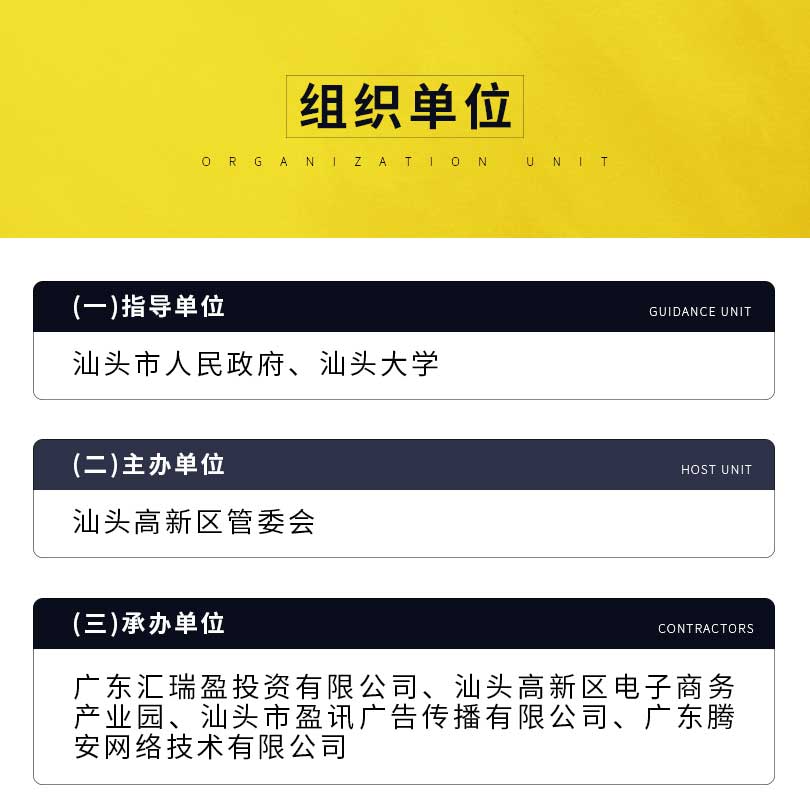 组织单位
ORGANIZATION UNIT
(一)指导单位
GUIDANCE UNIT
汕头市人民政府、汕头大学
(二)主办单位
HOST UNIT
汕头高新区管委会
(三)承办单位
CONTRACTORS
广东汇瑞盈投资有限公司、汕头高新区电子商务
产业园、汕头市盈讯广告传播有限公司、广东腾
安网络技术有限公司